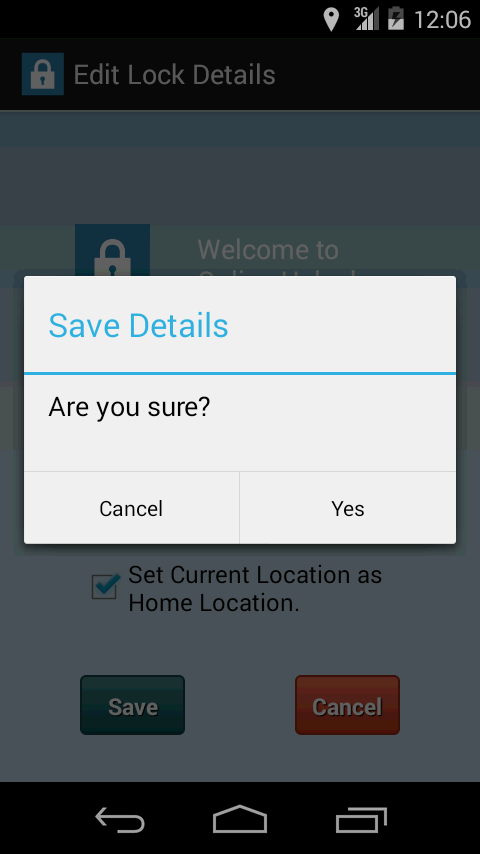 3G 12:06
Edit Lock Details
Welcome to
Save Details
Are you sure?
Cancel Yes
Set Current Location as
Home Location.
Save Cancel